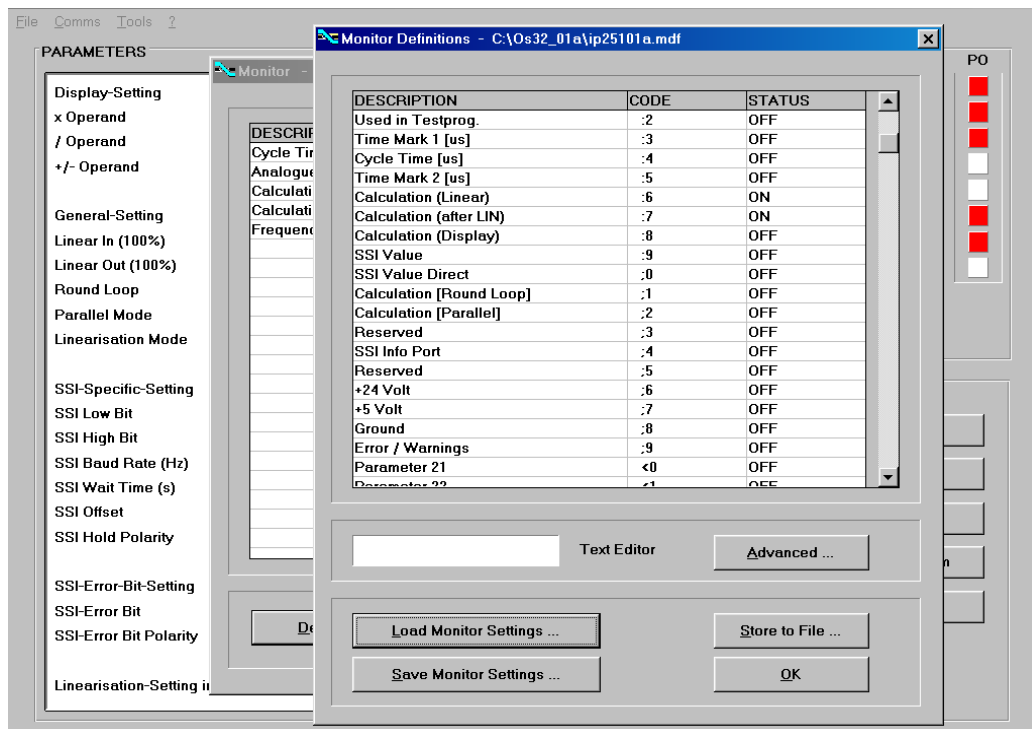 File Comms Tools ?
PARAMETERS
Display-Setting
x Operand
/ Operand
+/- Operand
General-Setting
Linear In (100%)
Linear Out (100%)
Round Loop
Parallel Mode
Linearisation Mode
SSI-Specific-Setting
SSI Low Bit
SSI High Bit
SSI Baud Rate (Hz)
SSI Wait Time (s)
SSI Offset
SSI Hold Polarity
SSI-Error-Bit-Setting
SSI-Error Bit
SSI-Error Bit Polarity
Linearisation-Setting
Monitor -
Cycle
Monitor Definitions - C:\Os32_01a\ip25101a.mdf
DESCRIPTION CODE STATUS
Used in Testprog. :2 OFF
Time Mark 1 [us] :3 OFF
Cycle Time [us] :4 OFF
Time Mark 2 [us] :5 OFF
Calculation (Linear) :6 ON
Calculation (after LIN) :7 ON
Calculation (Display) :8 OFF
SSI Value :9 OFF
SSI Value Direct ;0 OFF
Calculation [Round Loop] ;1 OFF
Calculation [Parallel] ;2 OFF
Reserved ;3 OFF
SSI Info Port ;4 OFF
Reserved ;5 OFF
+24 Volt ;6 OFF
+5 Volt ;7 OFF
Ground ;8 OFF
Error / Warnings ;9 OFF
Parameter 21 <0 OFF
Parameter 22 <1 OFF
Text Editor
Advanced ...
Load Monitor Settings ...
Store to File ...
Save Monitor Settings ...
OK
PO